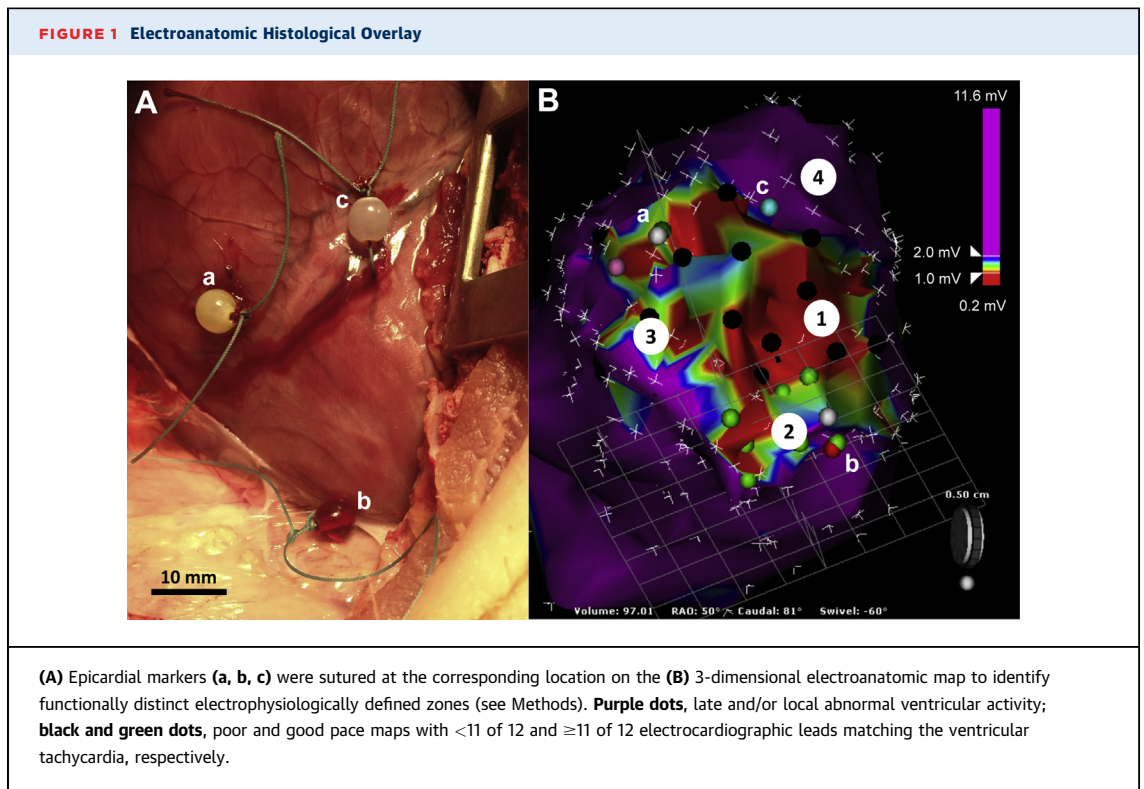 FIGURE 1 Electroanatomic Histological Overlay
A
a
c
b
10 mm
B
11.6 mV
2.0 mV
1.0 mV
0.2 mV
a
c
4
3
1
2
b
0.50 cm
Volume: 97.01 RAO: 50° Caudal: 81° Swivel: -60°
(A) Epicardial markers (a, b, c) were sutured at the corresponding location on the (B) 3-dimensional electroanatomic map to identify
functionally distinct electrophysiologically defined zones (see Methods). Purple dots, late and/or local abnormal ventricular activity;
black and green dots, poor and good pace maps with <11 of 12 and ≥11 of 12 electrocardiographic leads matching the ventricular
tachycardia, respectively.